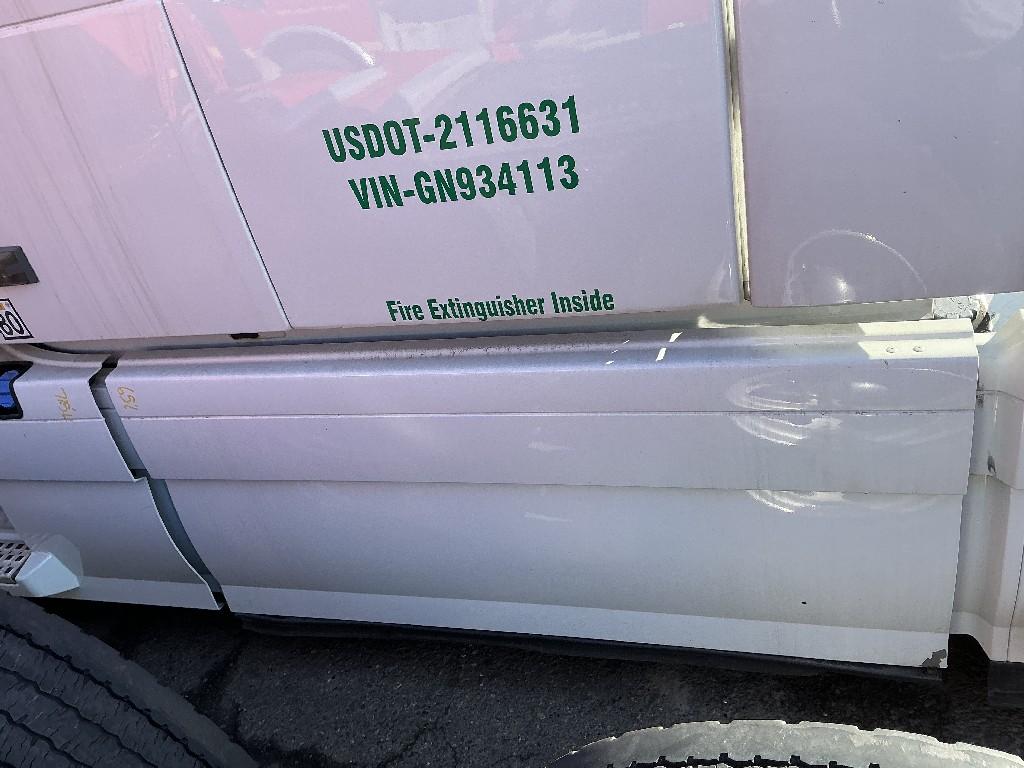 USDOT-2116631
VIN-GN934113
Fire Extinguisher Inside